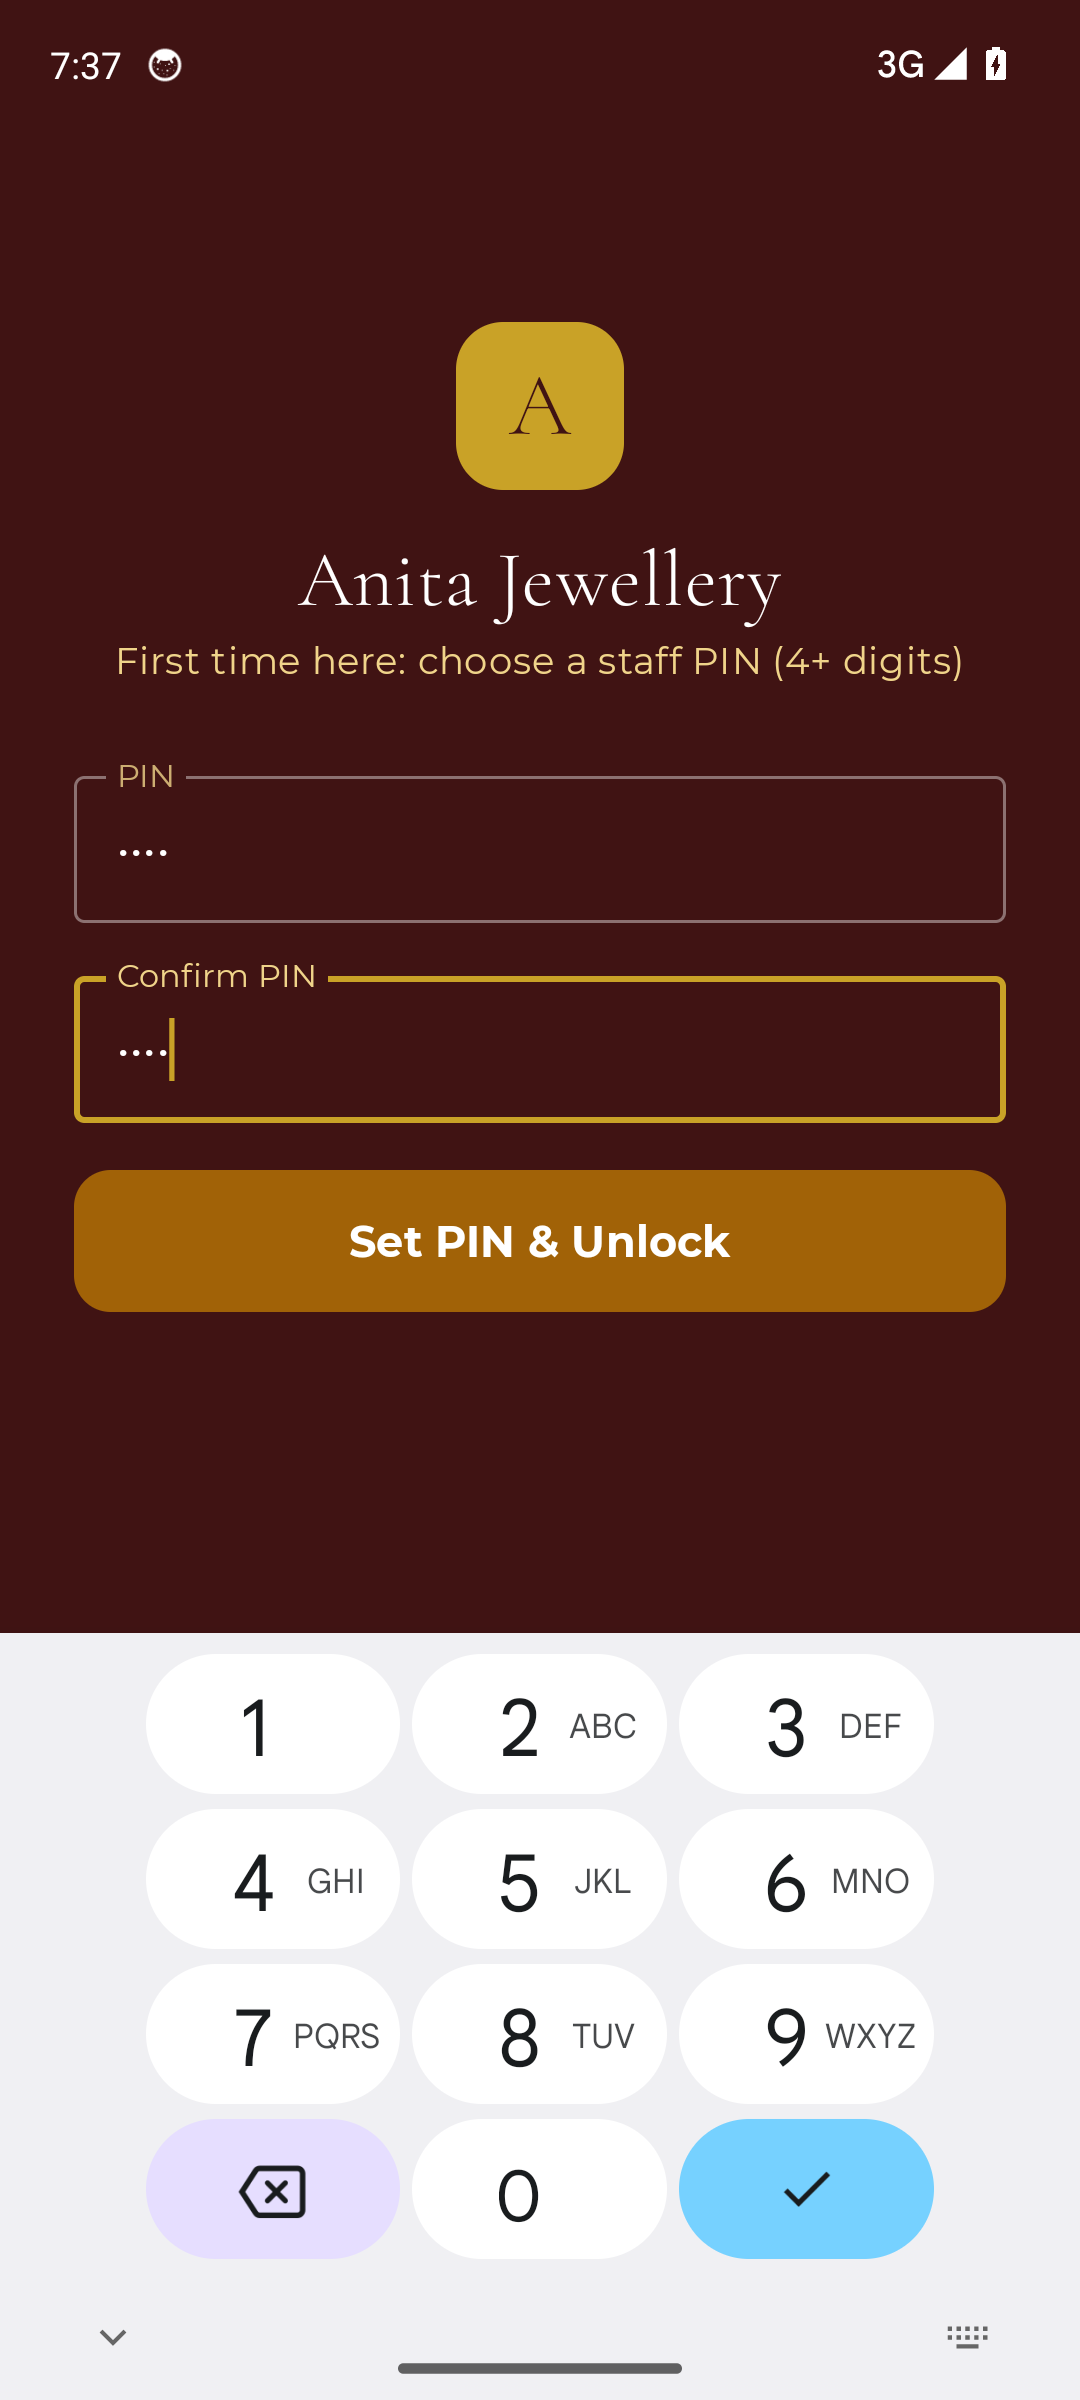 7:37
3G
A
Anita Jewellery
First time here: choose a staff PIN (4+ digits)
PIN
••••
Confirm PIN
••••
Set PIN & Unlock
1
2 ABC
3 DEF
4 GHI
5 JKL
6 MNO
7 PQRS
8 TUV
9 WXYZ
0